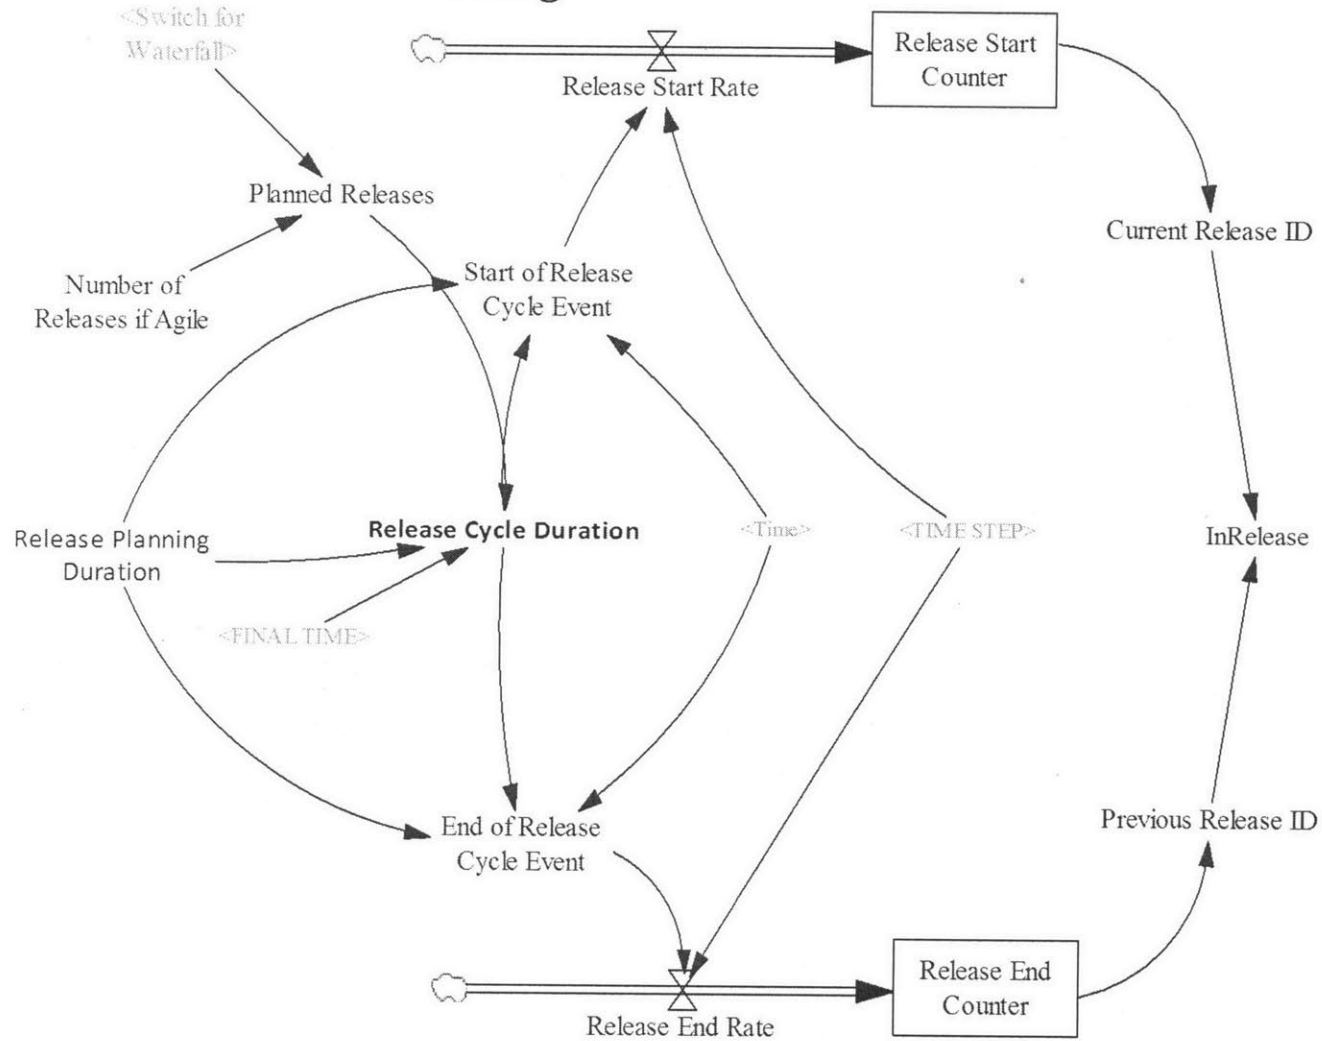 <Switch for
Waterfall>
Release Start
Counter
Release Start Rate
Planned Releases
Current Release ID
Start of Release
Cycle Event
Number of
Releases if Agile
Release Cycle Duration
<Time>
<TIME STEP>
InRelease
Release Planning
Duration
<FINAL TIME>
End of Release
Cycle Event
Previous Release ID
Release End
Counter
Release End Rate